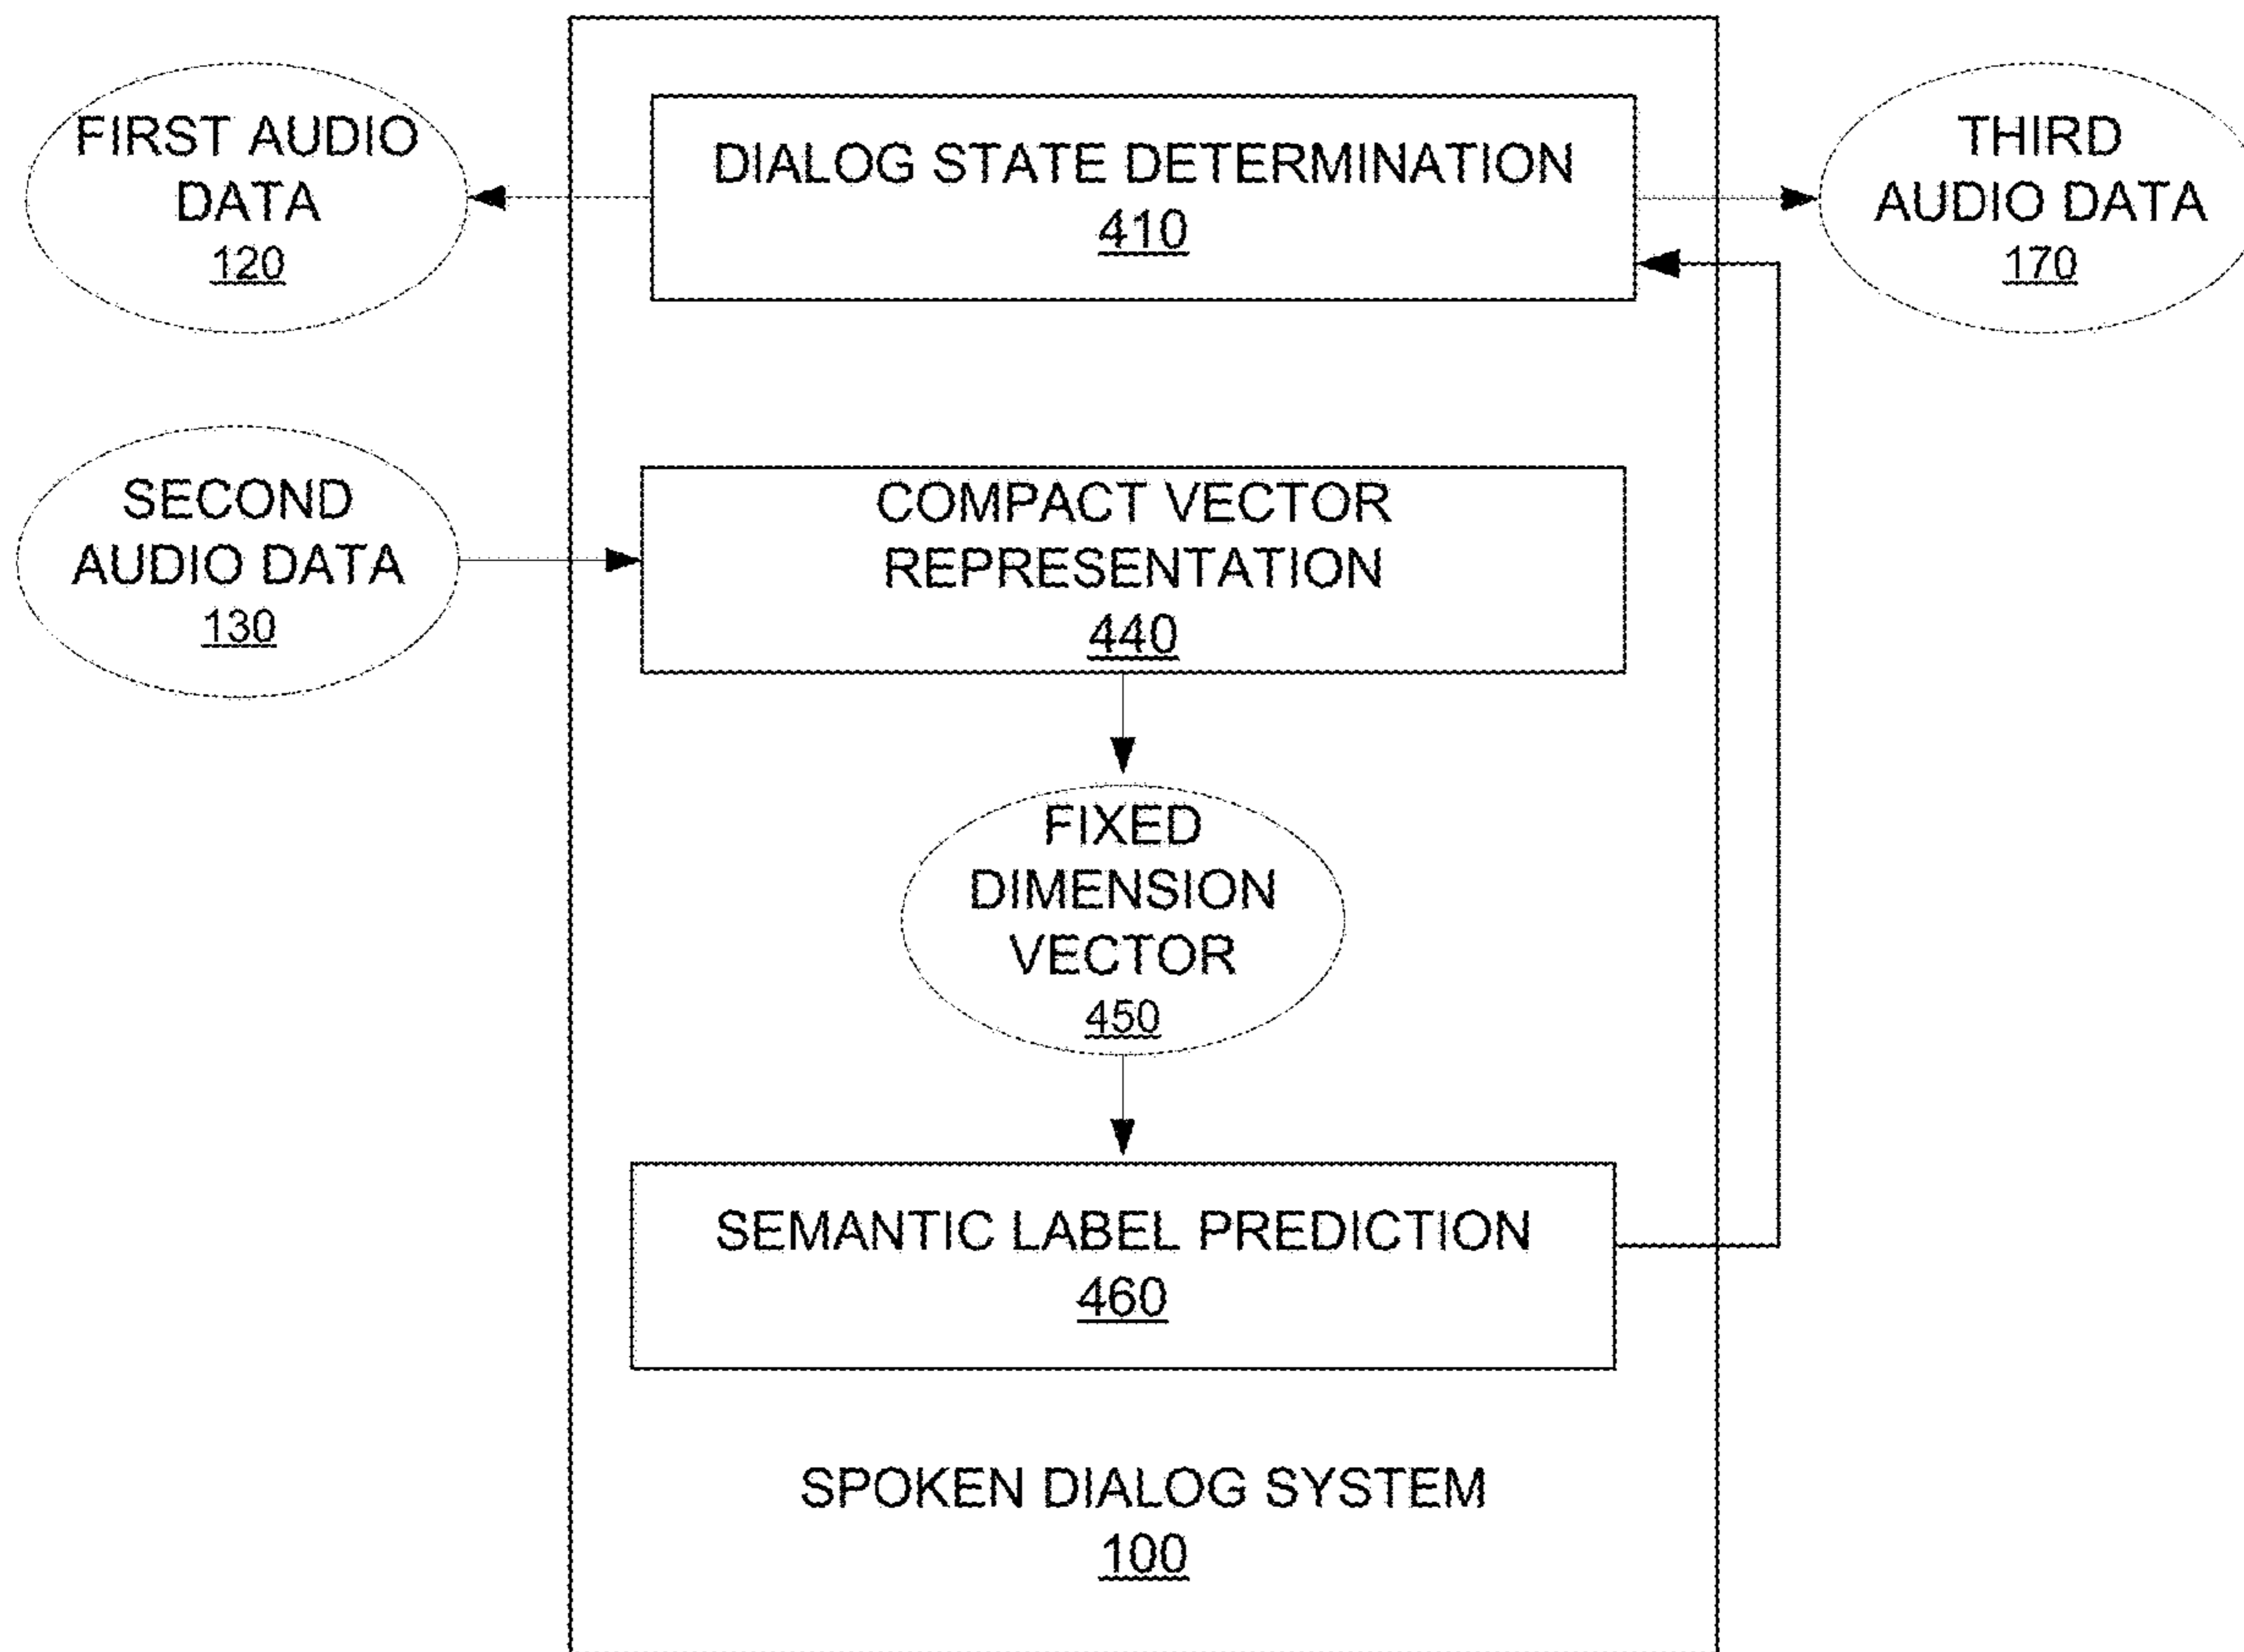 FIRST AUDIO
DATA
120
DIALOG STATE DETERMINATION
410
THIRD
AUDIO DATA
170
SECOND
AUDIO DATA
130
COMPACT VECTOR
REPRESENTATION
440
FIXED
DIMENSION
VECTOR
450
SEMANTIC LABEL PREDICTION
460
SPOKEN DIALOG SYSTEM
100